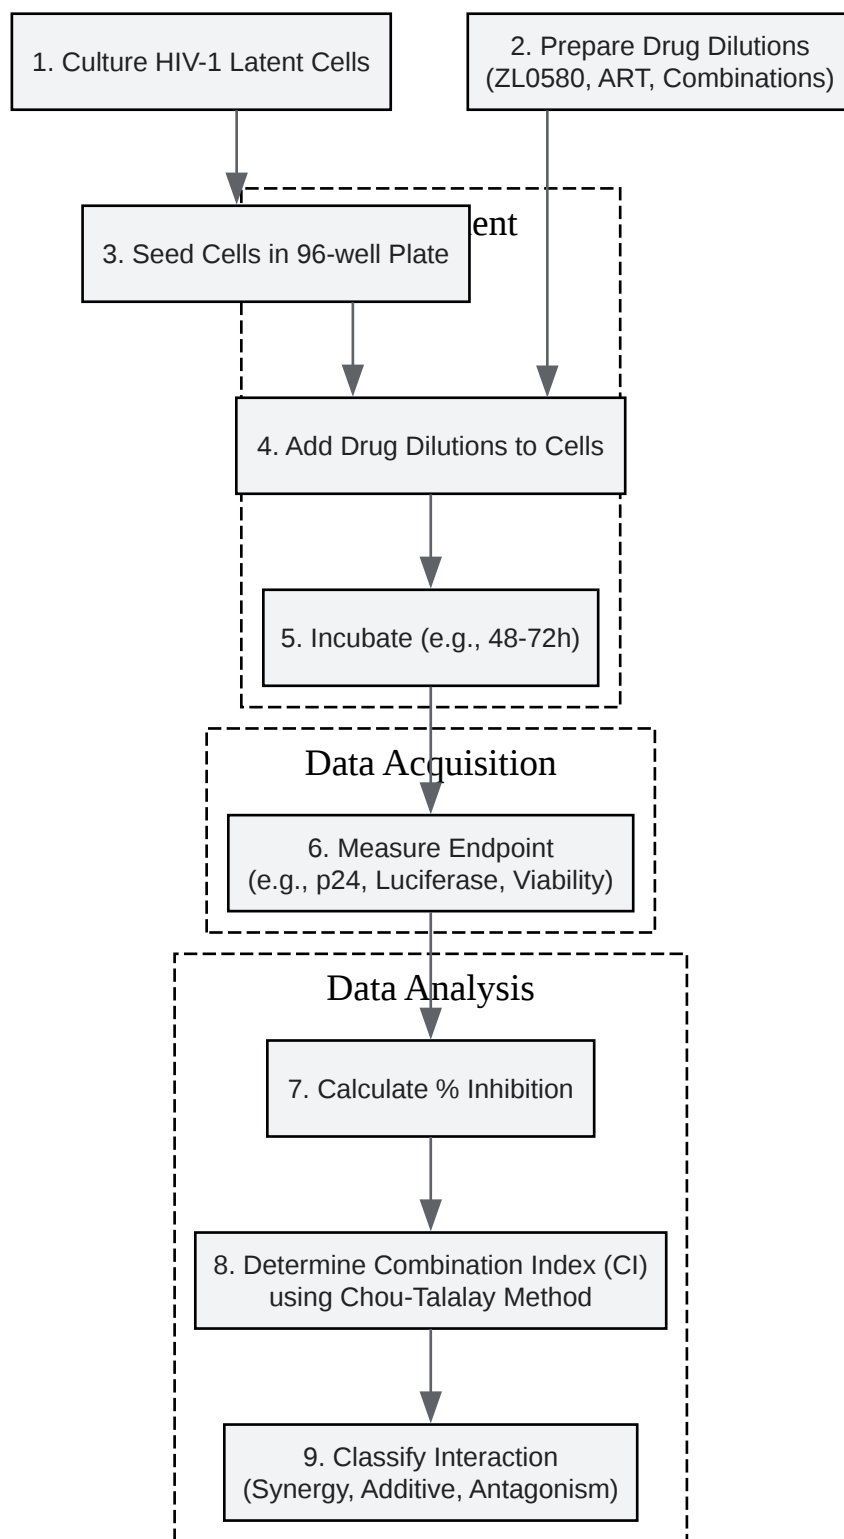 1. Culture HIV-1 Latent Cells
2. Prepare Drug Dilutions
(ZL0580, ART, Combinations)
3. Seed Cells in 96-well Plate
4. Add Drug Dilutions to Cells
5. Incubate (e.g., 48-72h)
Data Acquisition
6. Measure Endpoint
(e.g., p24, Luciferase, Viability)
Data Analysis
7. Calculate % Inhibition
8. Determine Combination Index (CI)
using Chou-Talalay Method
9. Classify Interaction
(Synergy, Additive, Antagonism)